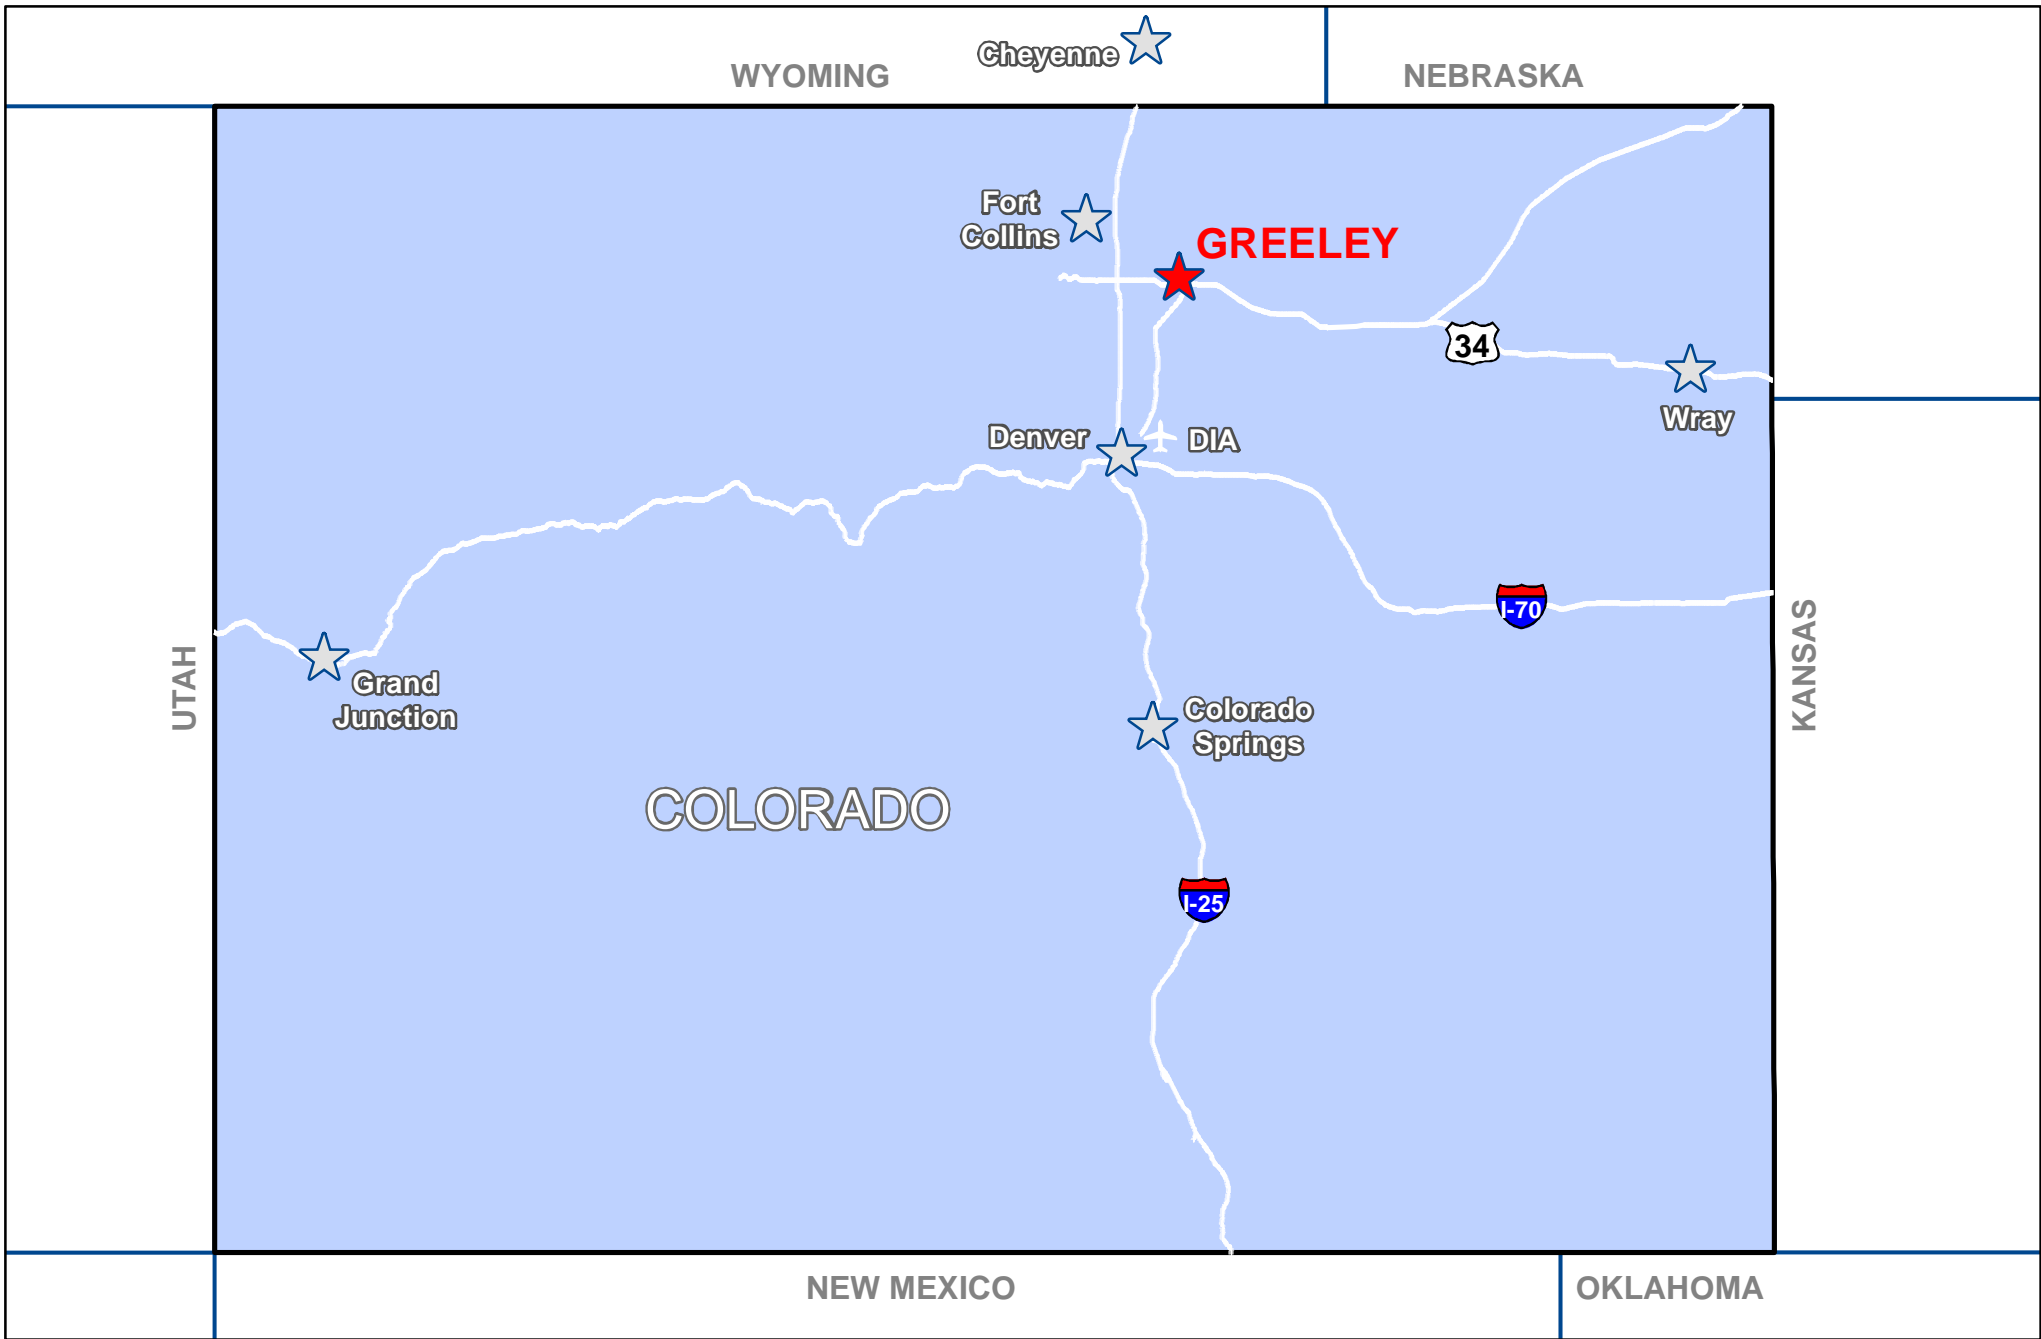 Cheyenne
WYOMING
NEBRASKA
Fort
Collins
GREELEY
34
Wray
Denver
DIA
I-70
UTAH
KANSAS
Grand
Junction
Colorado
Springs
COLORADO
I-25
NEW MEXICO
OKLAHOMA